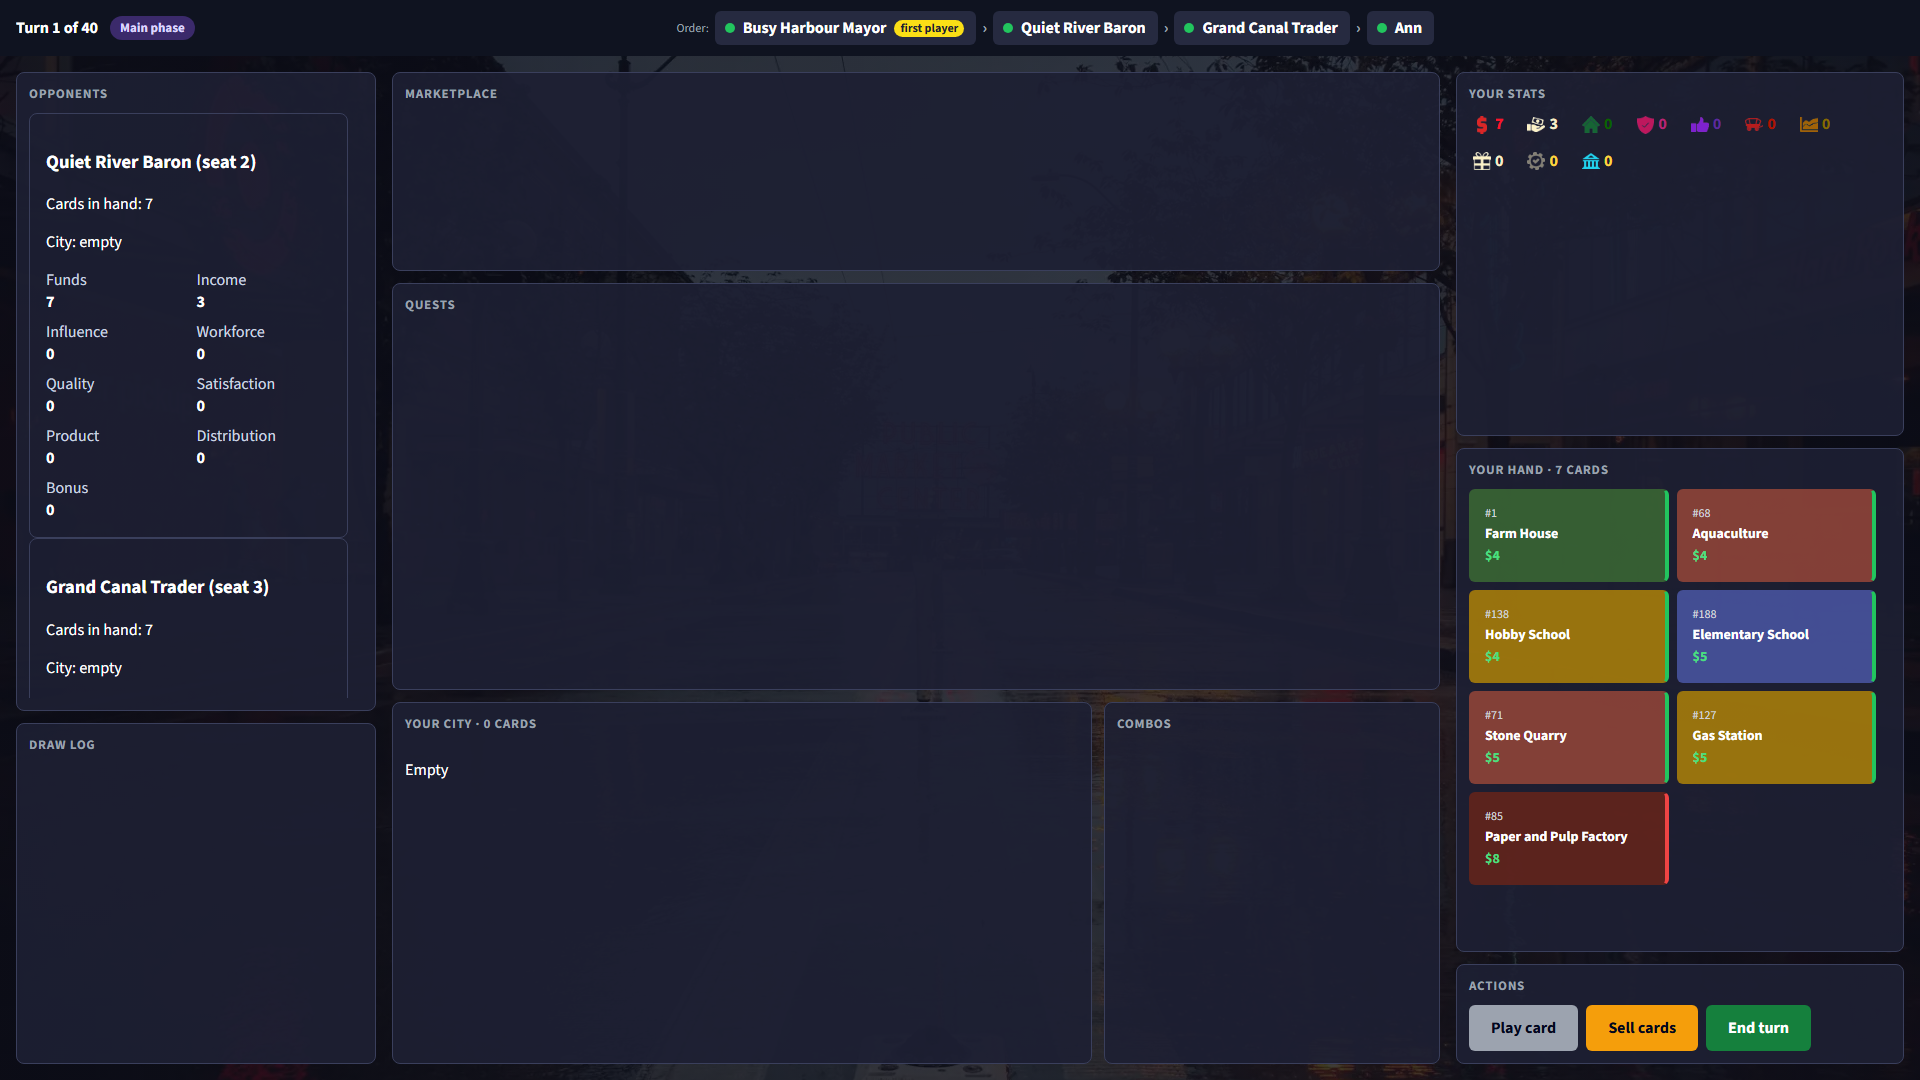 Turn 1 of 40 Main phase
Order: Busy Harbour Mayor first player › Quiet River Baron › Grand Canal Trader › Ann
OPPONENTS
Quiet River Baron (seat 2)
Cards in hand: 7
City: empty
Funds Income
7 3
Influence Workforce
0 0
Quality Satisfaction
0 0
Product Distribution
0 0
Bonus
0
Grand Canal Trader (seat 3)
Cards in hand: 7
City: empty
DRAW LOG
MARKETPLACE
QUESTS
YOUR CITY · 0 CARDS
Empty
COMBOS
YOUR STATS
7 3 0 0 0 0 0
0 0 0
YOUR HAND · 7 CARDS
#1
Farm House
$4
#68
Aquaculture
$4
#138
Hobby School
$4
#188
Elementary School
$5
#71
Stone Quarry
$5
#127
Gas Station
$5
#85
Paper and Pulp Factory
$8
ACTIONS
Play card Sell cards End turn